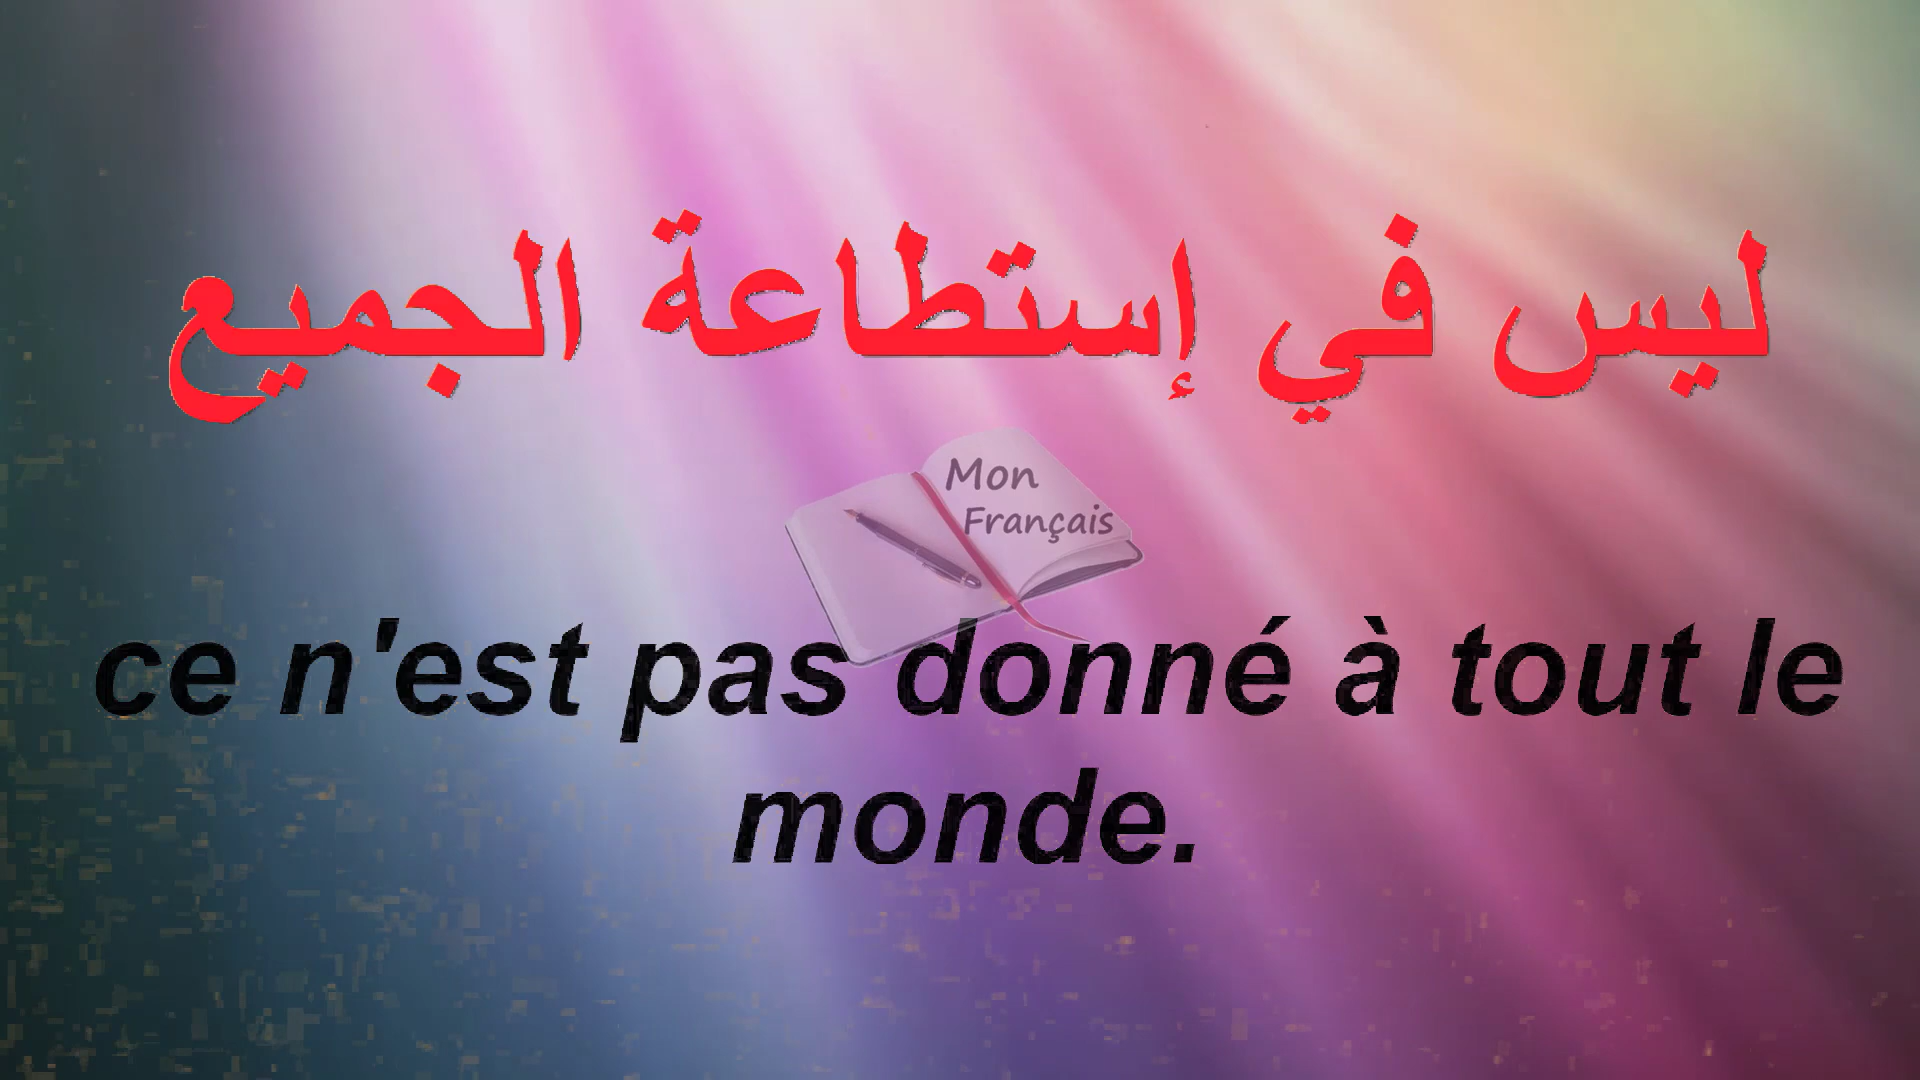 ليس في إستطاعة الجميع
Mon
Français
ce n'est pas donné à tout le
monde.